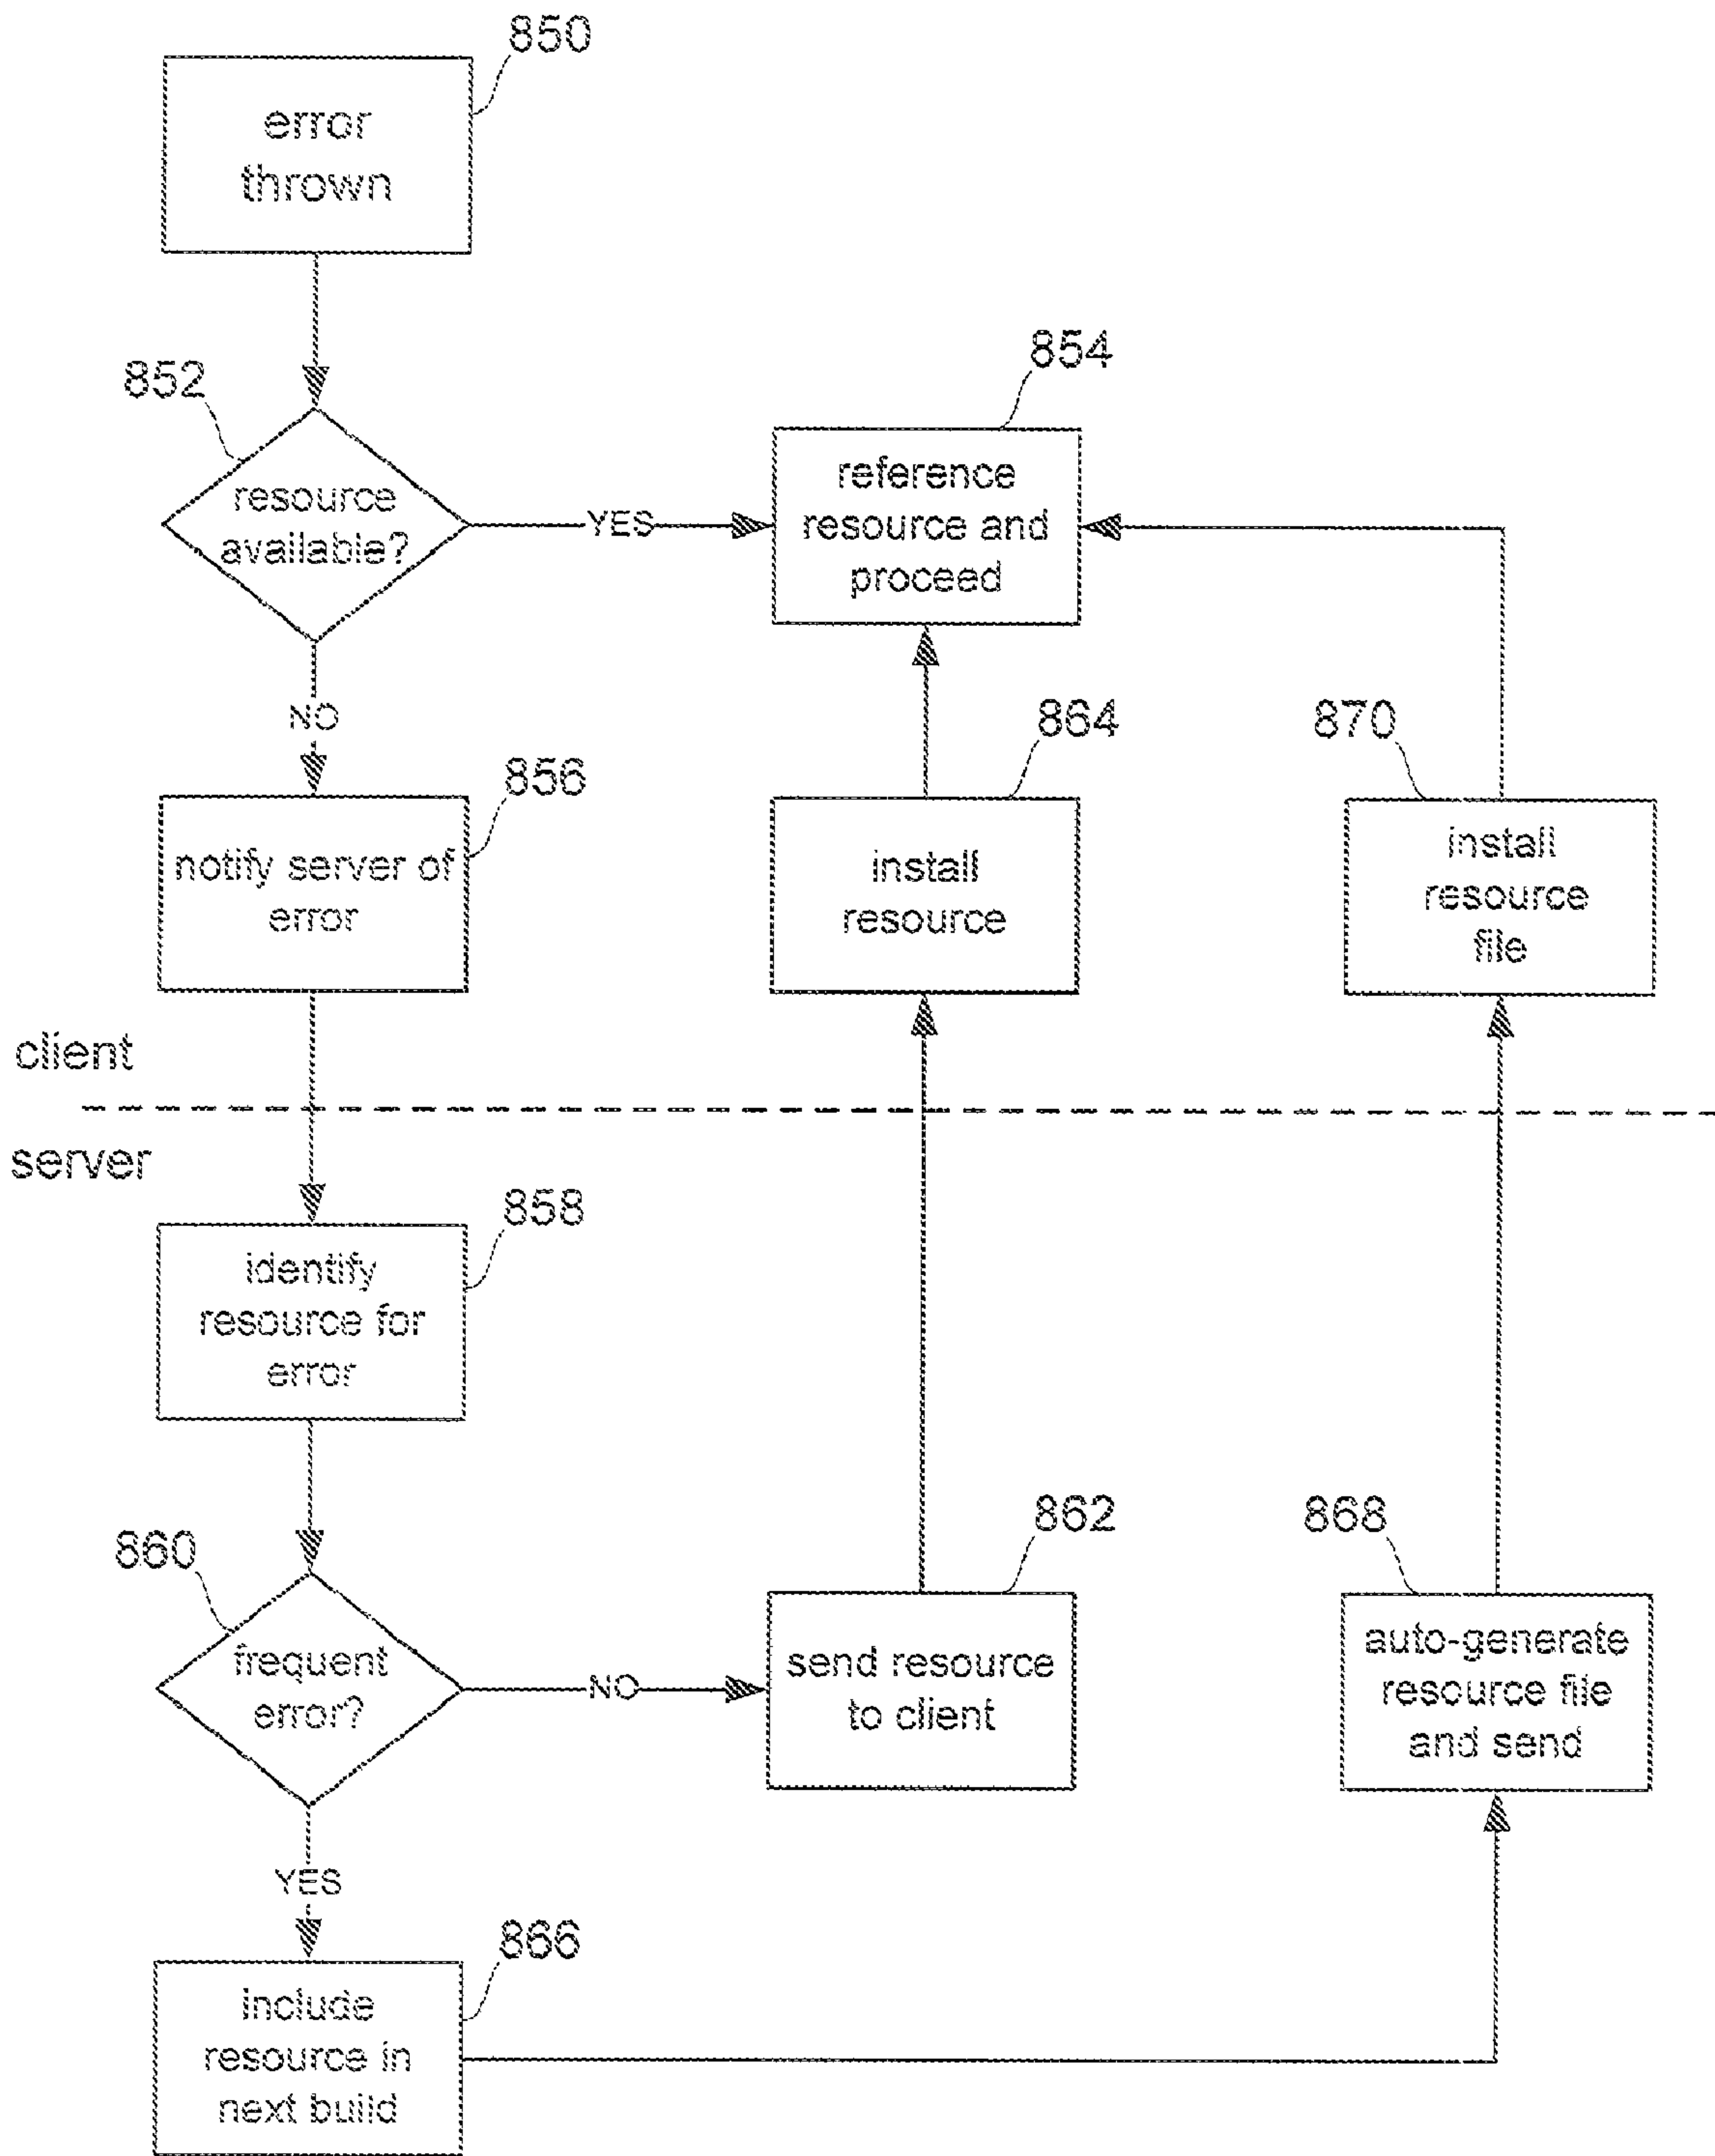 850
error
thrown
852
resource
available?
YES
854
reference
resource and
proceed
NO
856
notify server of
error
864
install
resource
870
install
resource
file
client
server
858
identify
resource for
error
860
frequent
error?
NO
862
send resource
to client
868
auto-generate
resource file
and send
YES
866
include
resource in
next build